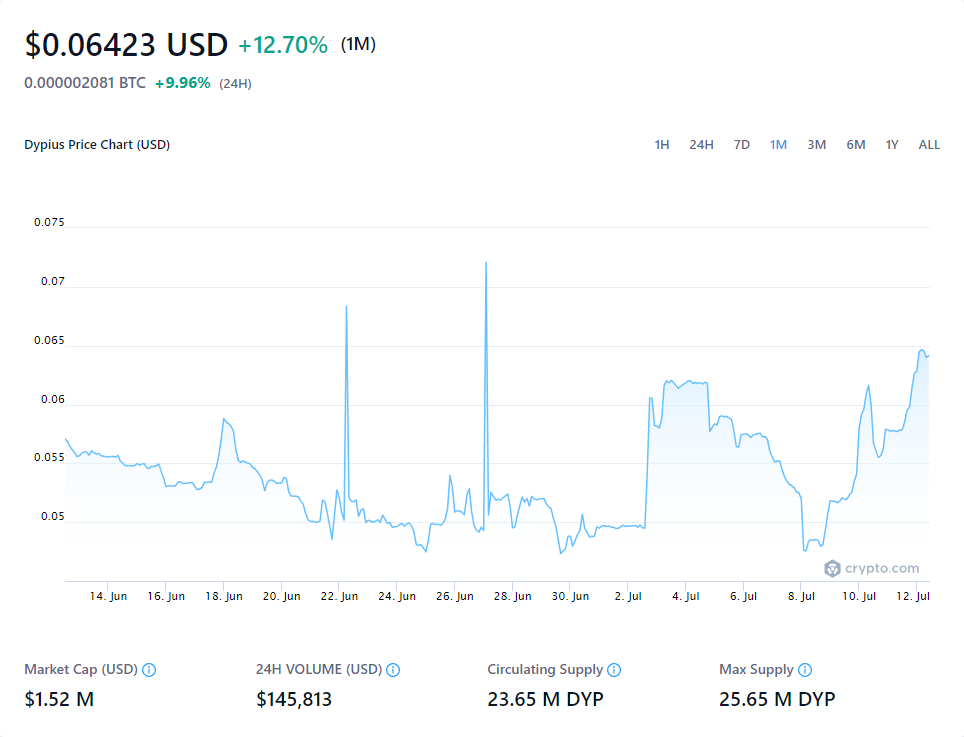 $0.06423 USD +12.70% (1M)
0.000002081 BTC +9.96% (24H)
Dypius Price Chart (USD) 1H 24H 7D 1M 3M 6M 1Y ALL
0.075
0.07
0.065
0.06
0.055
0.05
crypto.com
14. Jun 16. Jun 18. Jun 20. Jun 22. Jun 24. Jun 26. Jun 28. Jun 30. Jun 2. Jul 4. Jul 6. Jul 8. Jul 10. Jul 12. Jul
Market Cap (USD) 24H VOLUME (USD) Circulating Supply Max Supply
$1.52 M $145,813 23.65 M DYP 25.65 M DYP